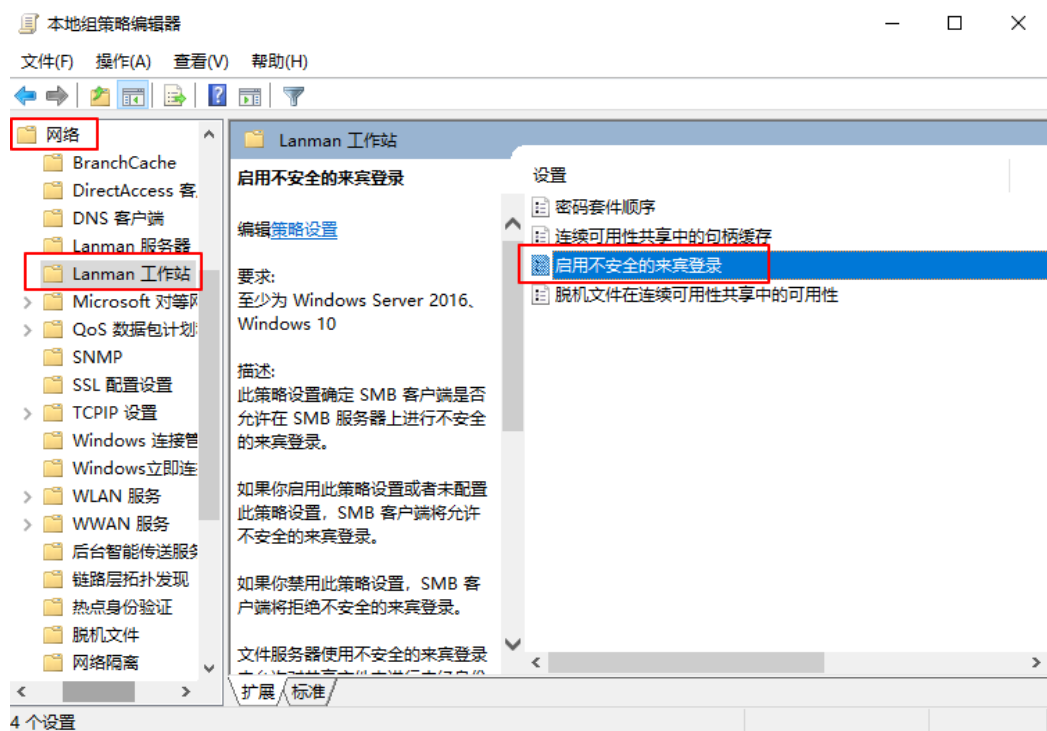 本地组策略编辑器
文件(F) 操作(A) 查看(V) 帮助(H)
网络
BranchCache
DirectAccess 客
DNS 客户端
Lanman 服务器
Lanman 工作站
Microsoft 对等网
QoS 数据包计划
SNMP
SSL 配置设置
TCPIP 设置
Windows 连接管
Windows立即连
WLAN 服务
WWAN 服务
后台智能传送服务
链路层拓扑发现
热点身份验证
脱机文件
网络隔离
Lanman 工作站
启用不安全的来宾登录
编辑策略设置
要求:
至少为 Windows Server 2016、
Windows 10
描述:
此策略设置确定 SMB 客户端是否
允许在 SMB 服务器上进行不安全
的来宾登录。
如果你启用此策略设置或者未配置
此策略设置，SMB 客户端将允许
不安全的来宾登录。
如果你禁用此策略设置，SMB 客
户端将拒绝不安全的来宾登录。
文件服务器使用不安全的来宾登录
设置
密码套件顺序
连续可用性共享中的句柄缓存
启用不安全的来宾登录
脱机文件在连续可用性共享中的可用性
扩展 标准
4 个设置